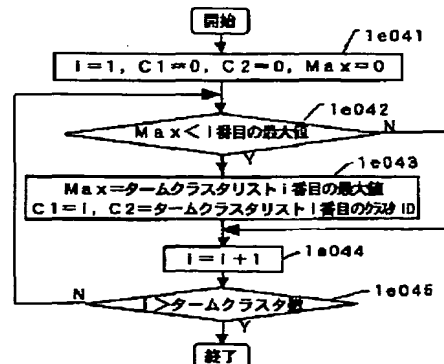 開始
1e041
i=1, C1=0, C2=0, Max=0
1e042
Max<i番目の最大値
N
Y
1e043
Max=タームクラスタリストi番目の最大値
C1=i, C2=タームクラスタリストi番目のクラスタID
1e044
i=i+1
1e045
i>タームクラスタ数
N
Y
終了